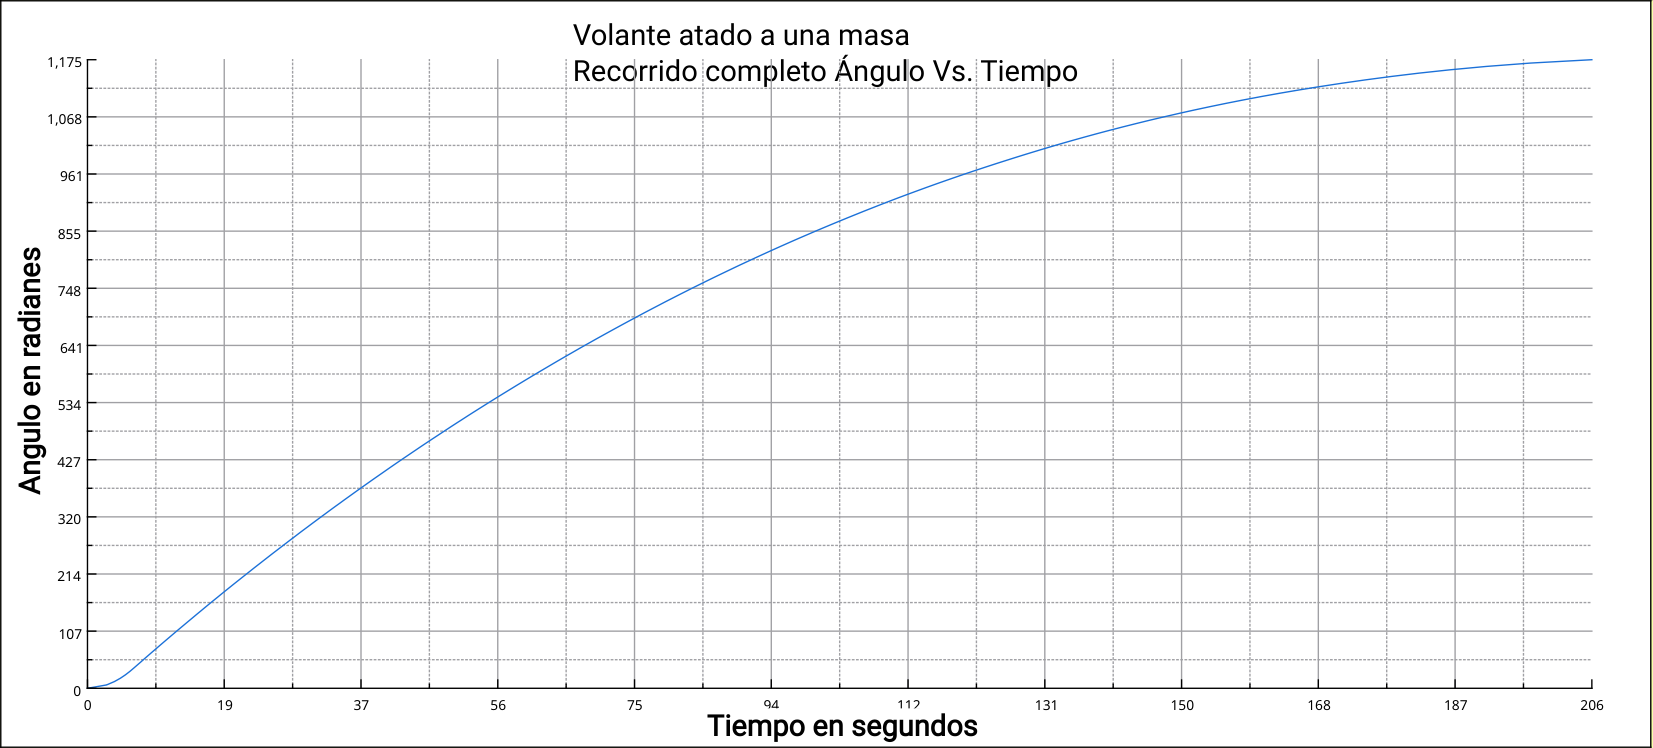 Volante atado a una masa
Recorrido completo Ángulo Vs. Tiempo
1,175
1,068
961
855
748
641
534
427
320
214
107
0
Angulo en radianes
0 19 37 56 75 94 112 131 150 168 187 206
Tiempo en segundos